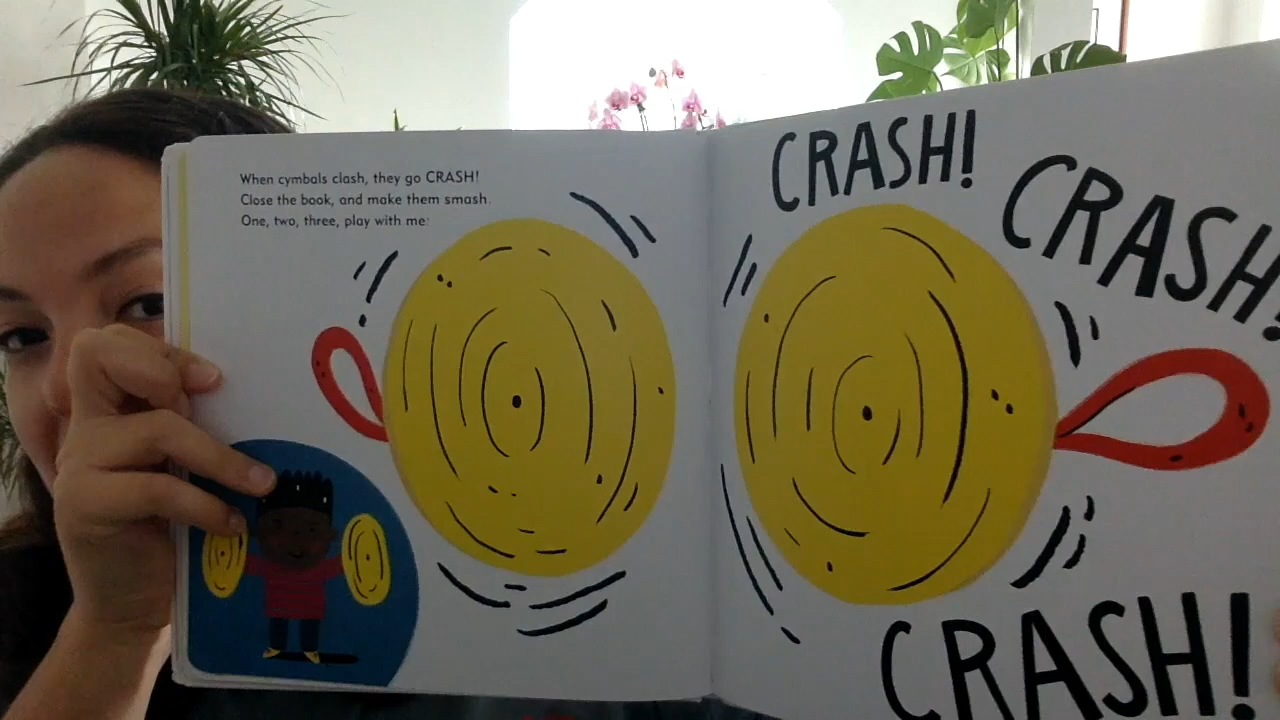 When cymbals clash, they go CRASH!
Close the book, and make them smash.
One, two, three, play with me:
CRASH!
CRASH!
CRASH!